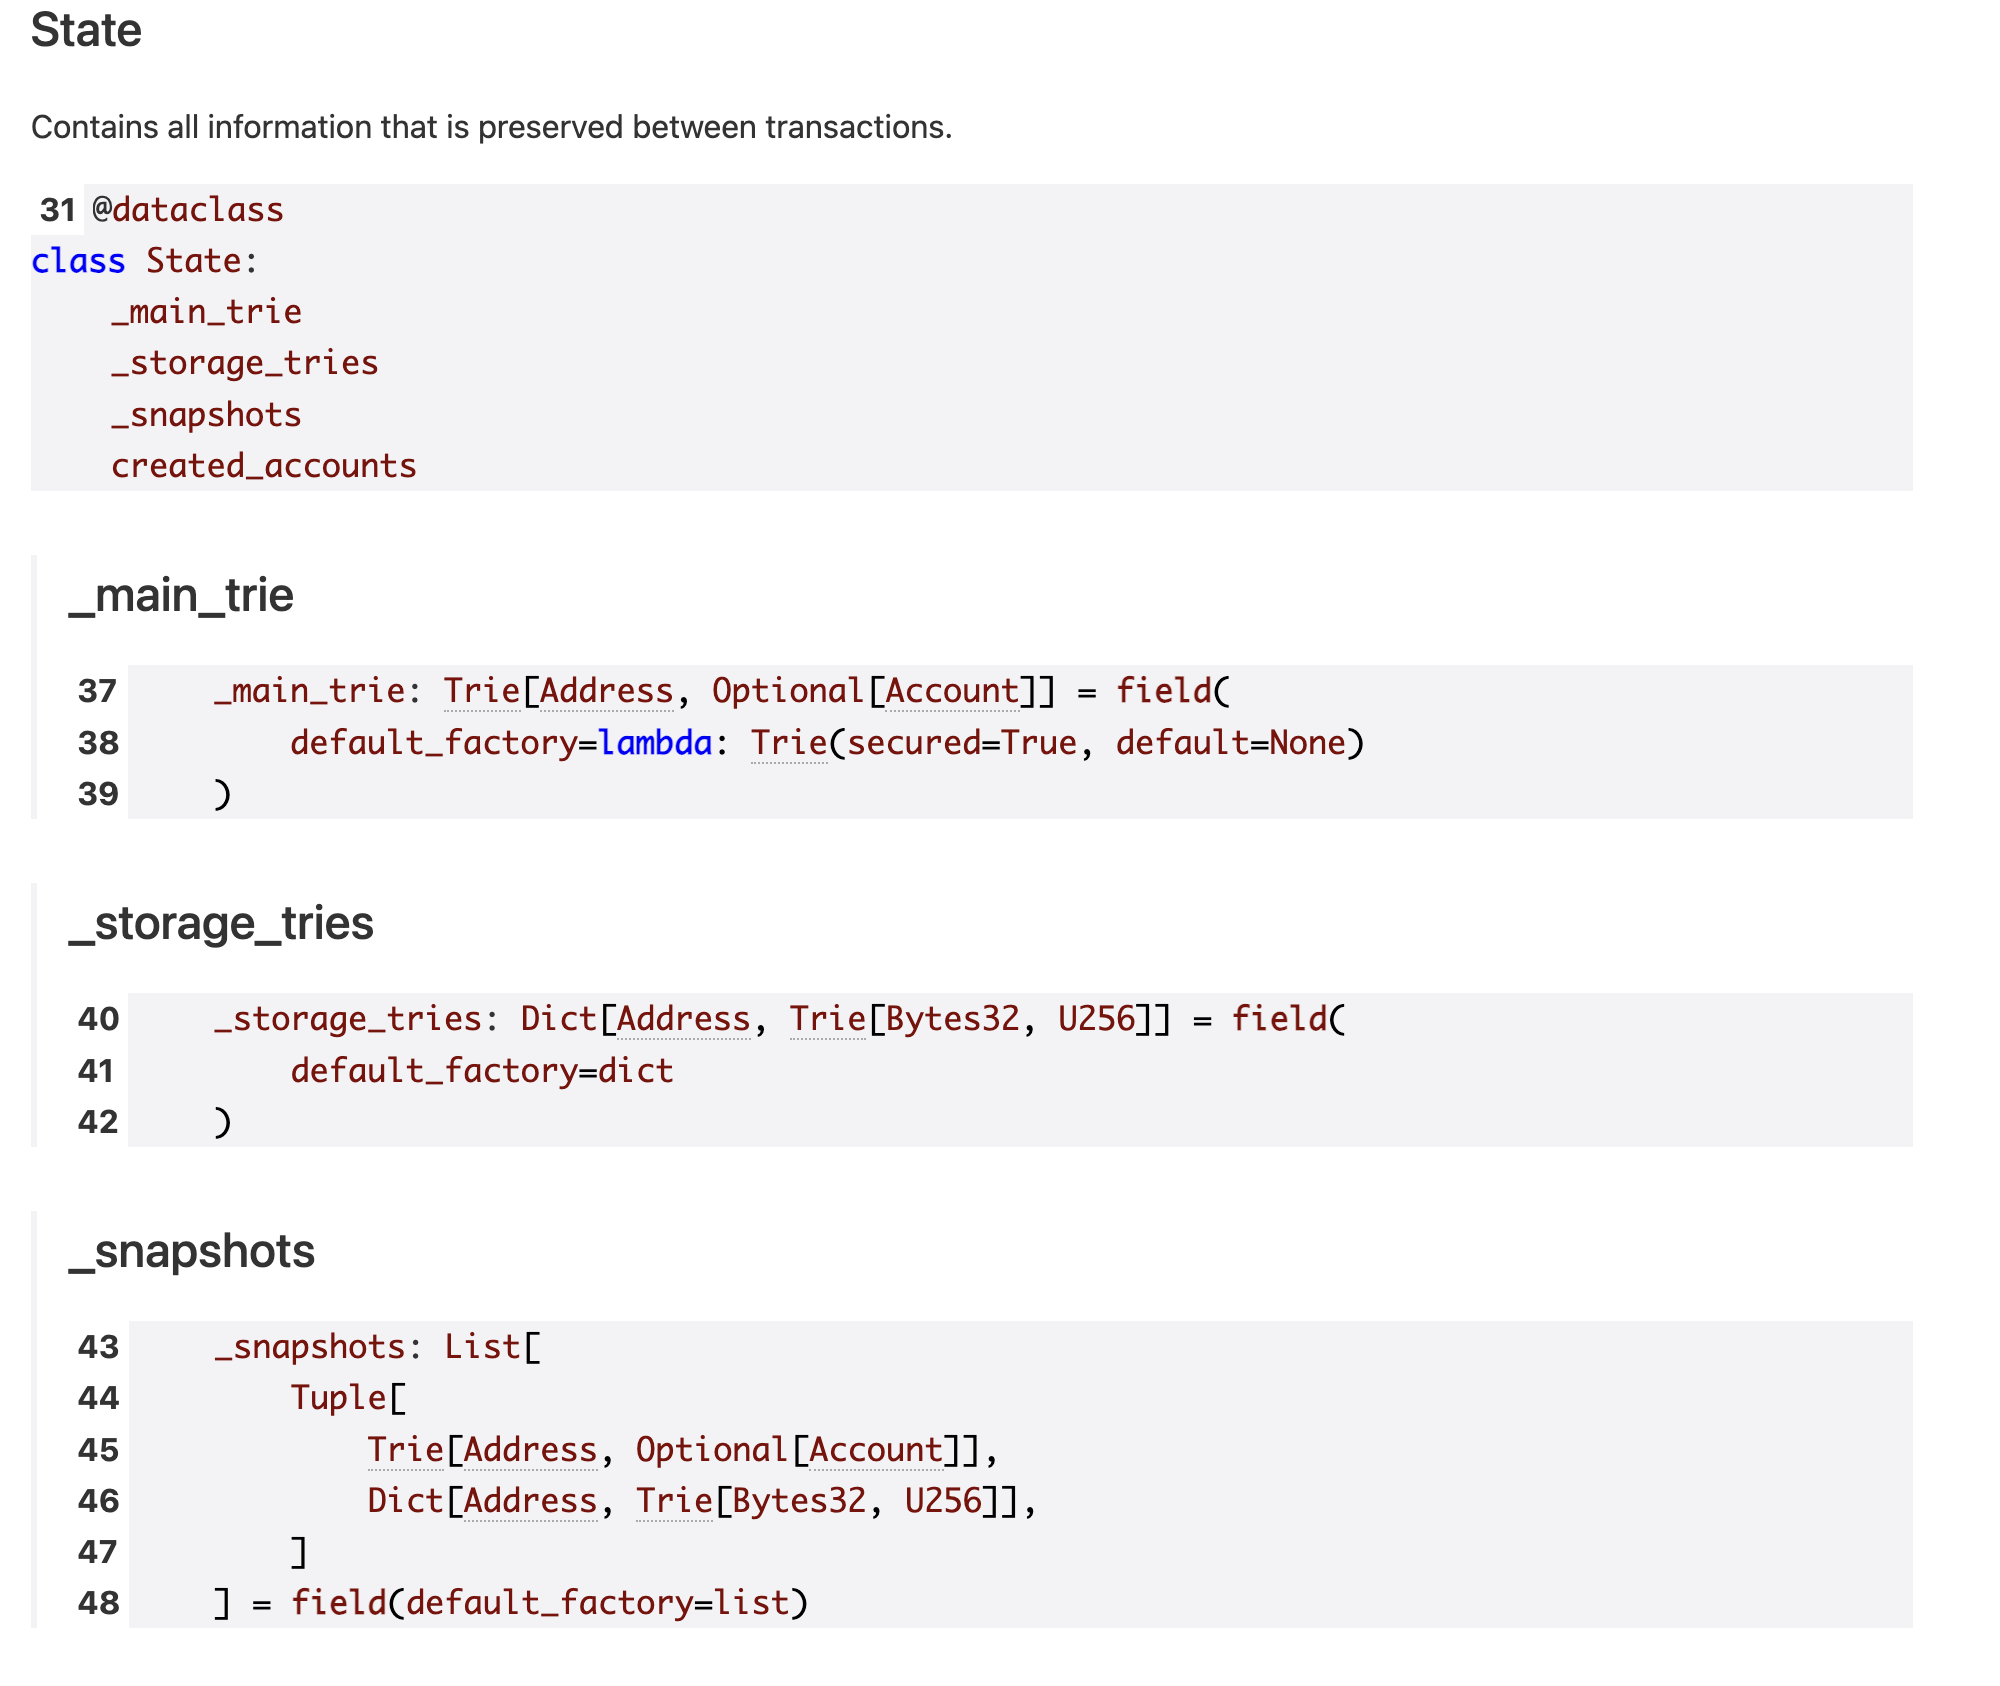 State
Contains all information that is preserved between transactions.
31 @dataclass
class State:
    _main_trie
    _storage_tries
    _snapshots
    created_accounts
_main_trie
37     _main_trie: Trie[Address, Optional[Account]] = field(
38         default_factory=lambda: Trie(secured=True, default=None)
39     )
_storage_tries
40     _storage_tries: Dict[Address, Trie[Bytes32, U256]] = field(
41         default_factory=dict
42     )
_snapshots
43     _snapshots: List[
44         Tuple[
45             Trie[Address, Optional[Account]],
46             Dict[Address, Trie[Bytes32, U256]],
47         ]
48     ] = field(default_factory=list)